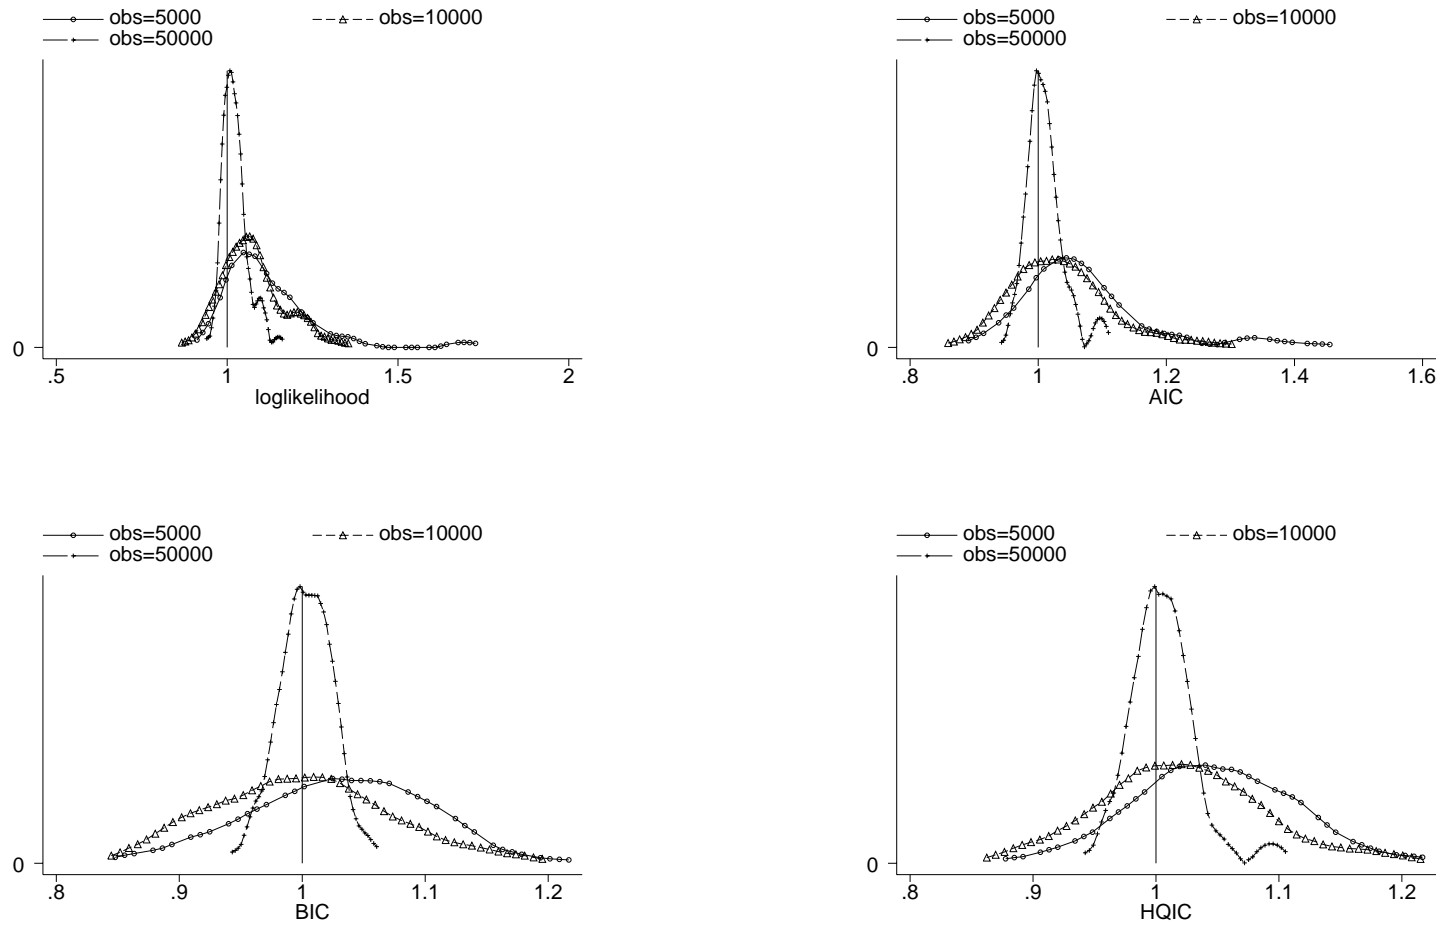 obs=5000 obs=10000
obs=50000
0
.5 1 1.5 2
loglikelihood
obs=5000 obs=10000
obs=50000
0
.8 1 1.2 1.4 1.6
AIC
obs=5000 obs=10000
obs=50000
0
.8 .9 1 1.1 1.2
BIC
obs=5000 obs=10000
obs=50000
0
.8 .9 1 1.1 1.2
HQIC